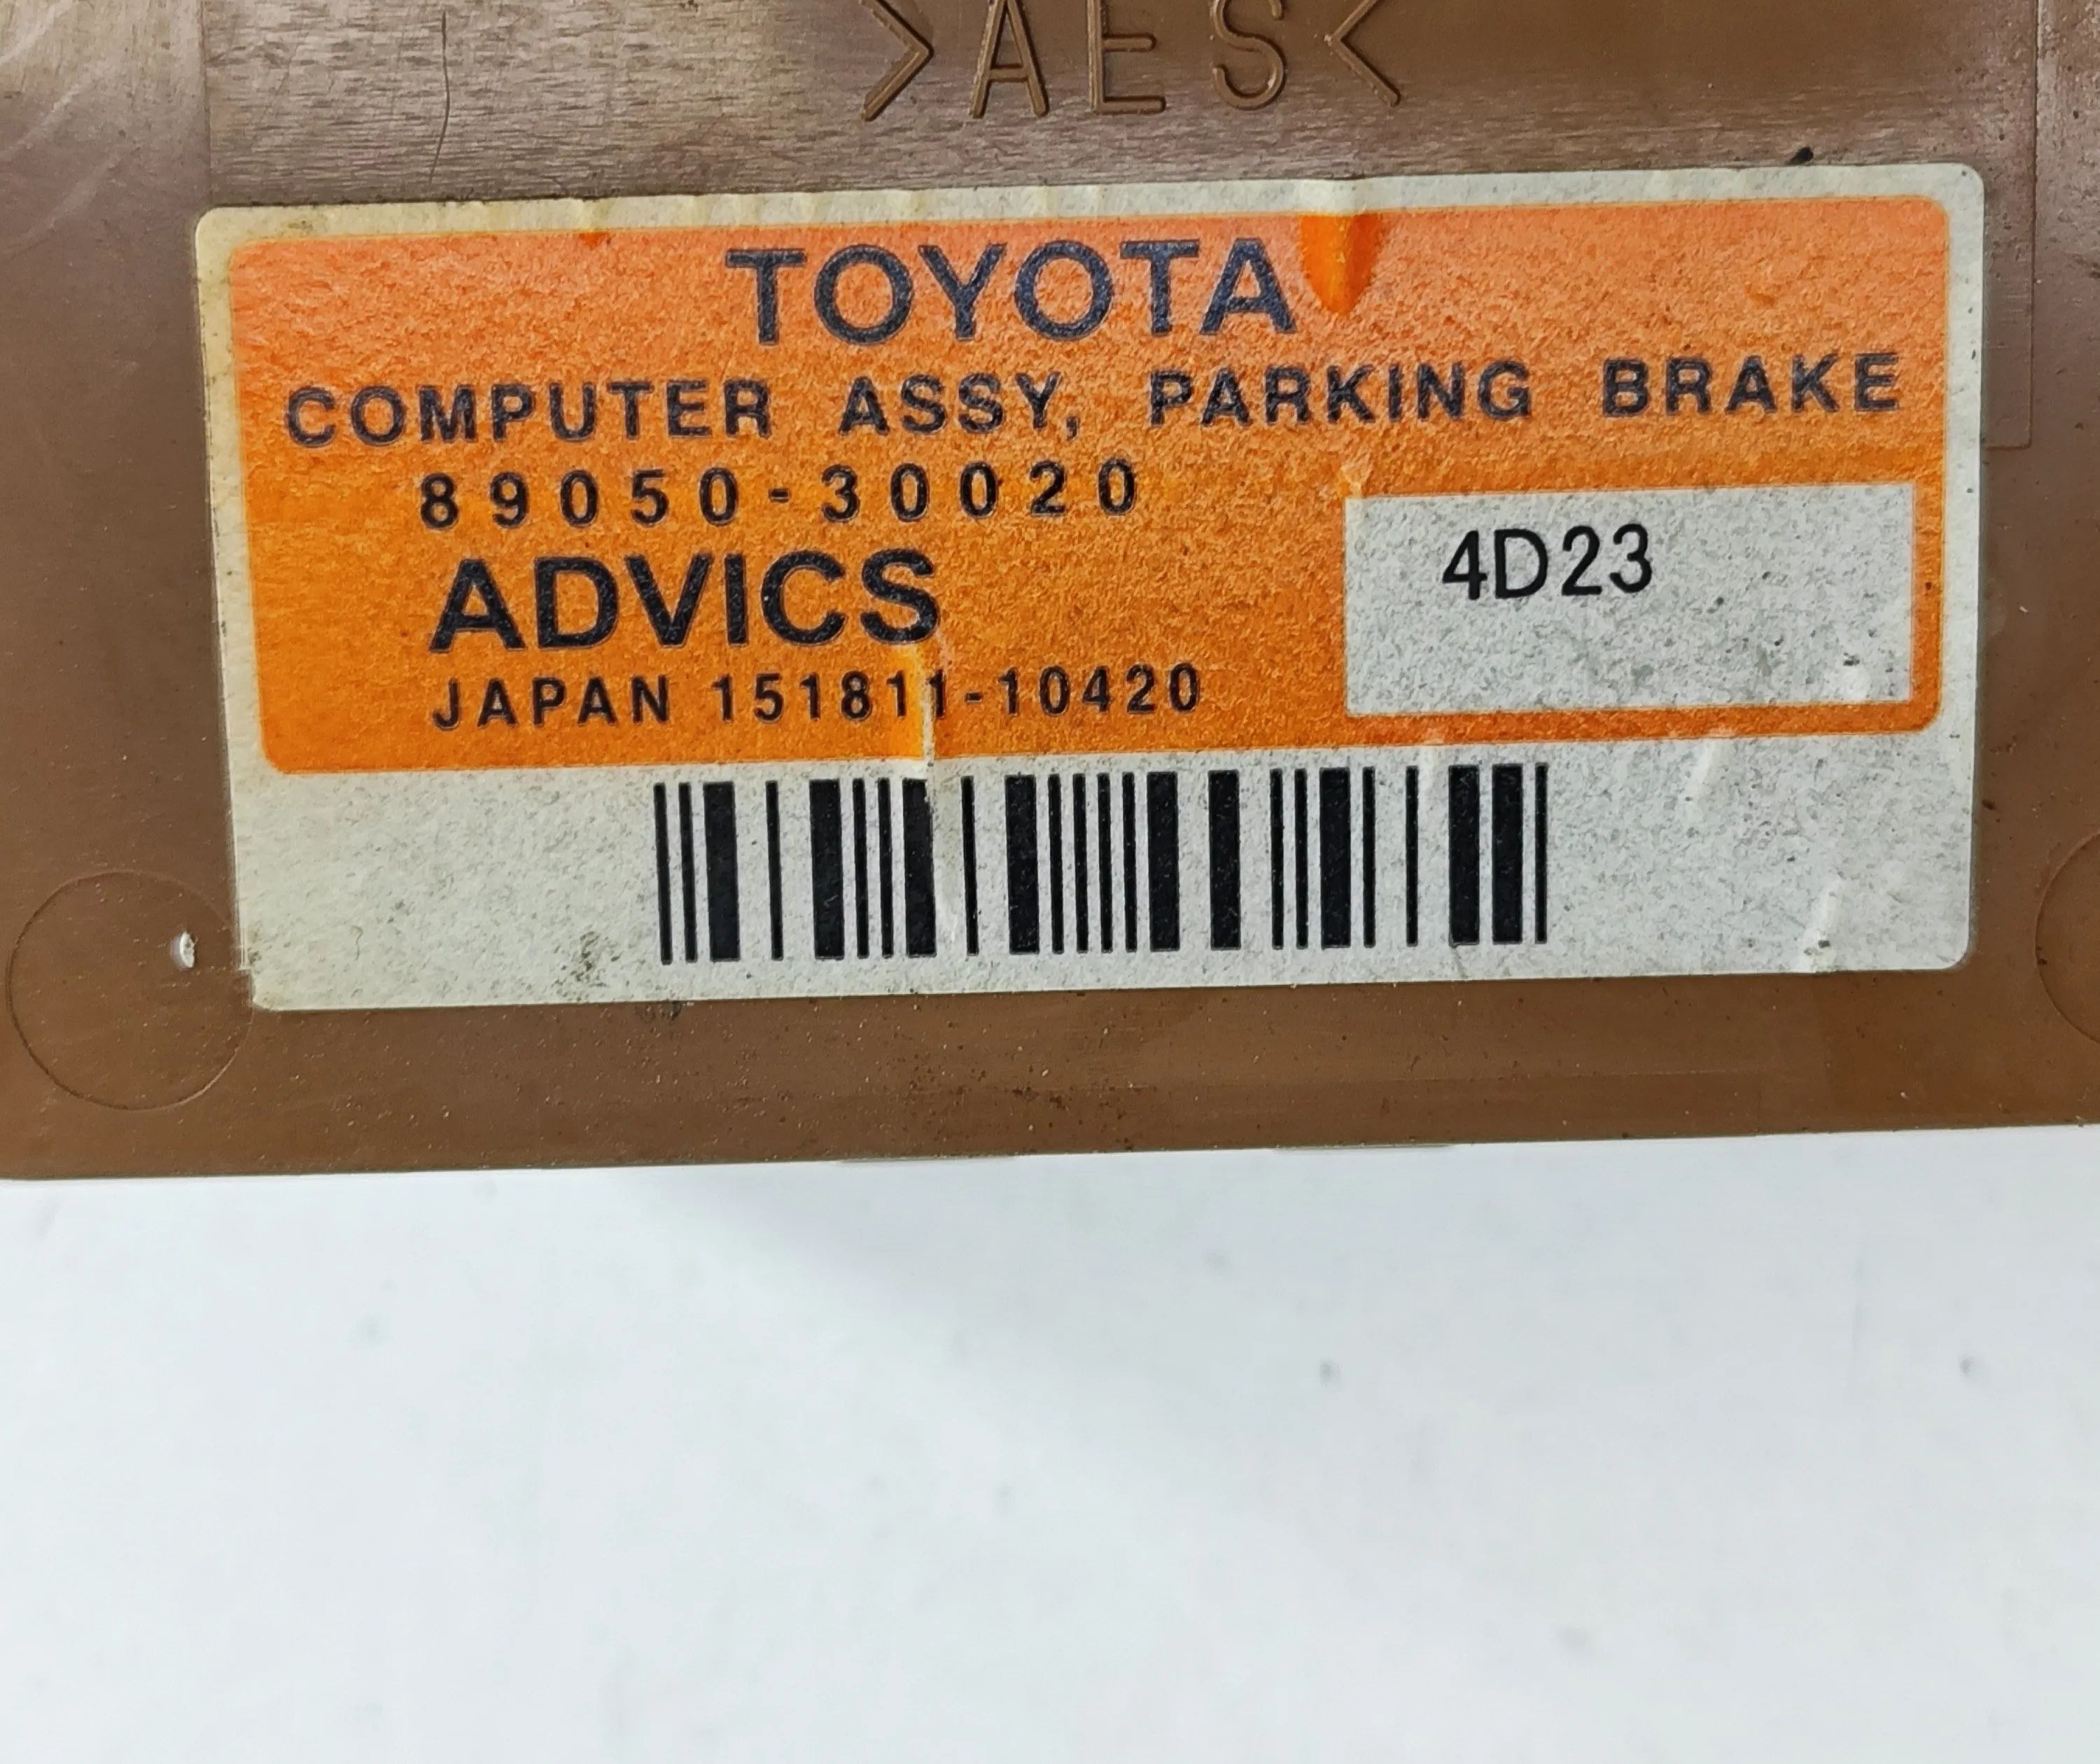 >AES<
TOYOTA
COMPUTER ASSY, PARKING BRAKE
89050-30020
4D23
ADVICS
JAPAN 151811-10420